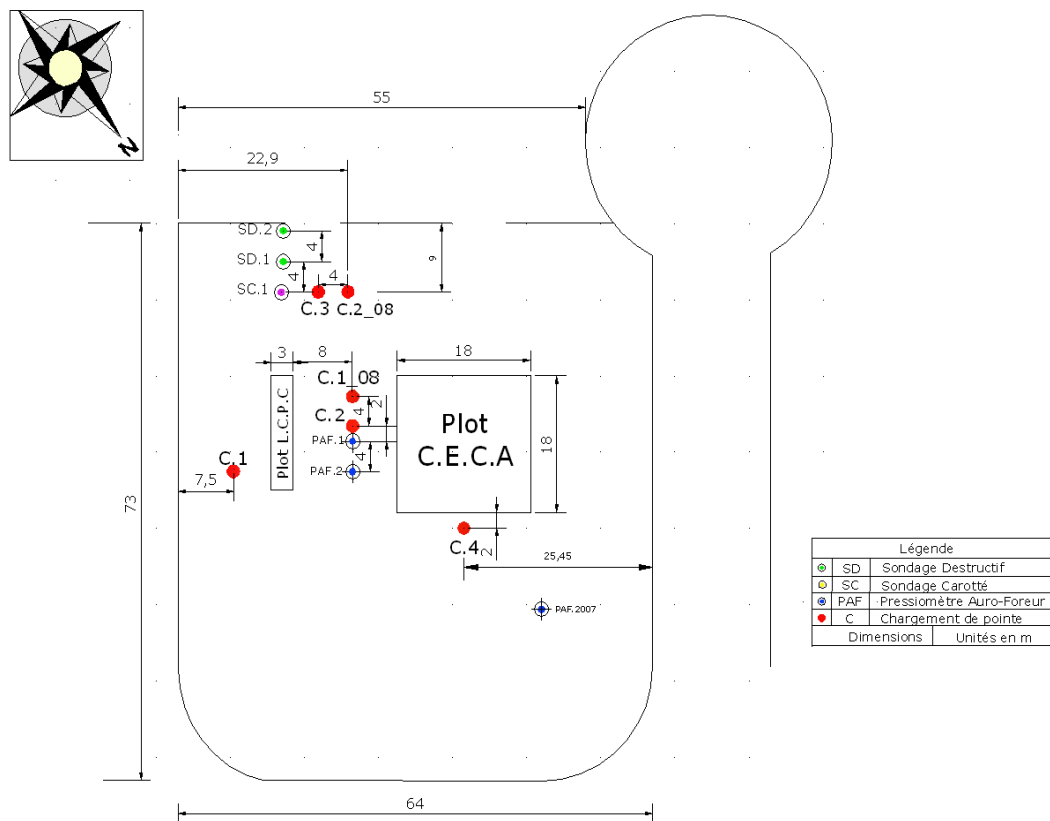 N
55
22,9
SD.2
4
SD.1
4
9
SC.1
4
C.3
C.2_08
3
8
18
C.1_08
4
2
C.2
PAF.1
4
PAF.2
Plot L.C.P.C
Plot
C.E.C.A
18
C.1
7,5
73
C.4
2
25,45
PAF.2007
64
Légende
SD Sondage Destructif
SC Sondage Carotté
PAF Pressiomètre Auro-Foreur
C Chargement de pointe
Dimensions Unités en m